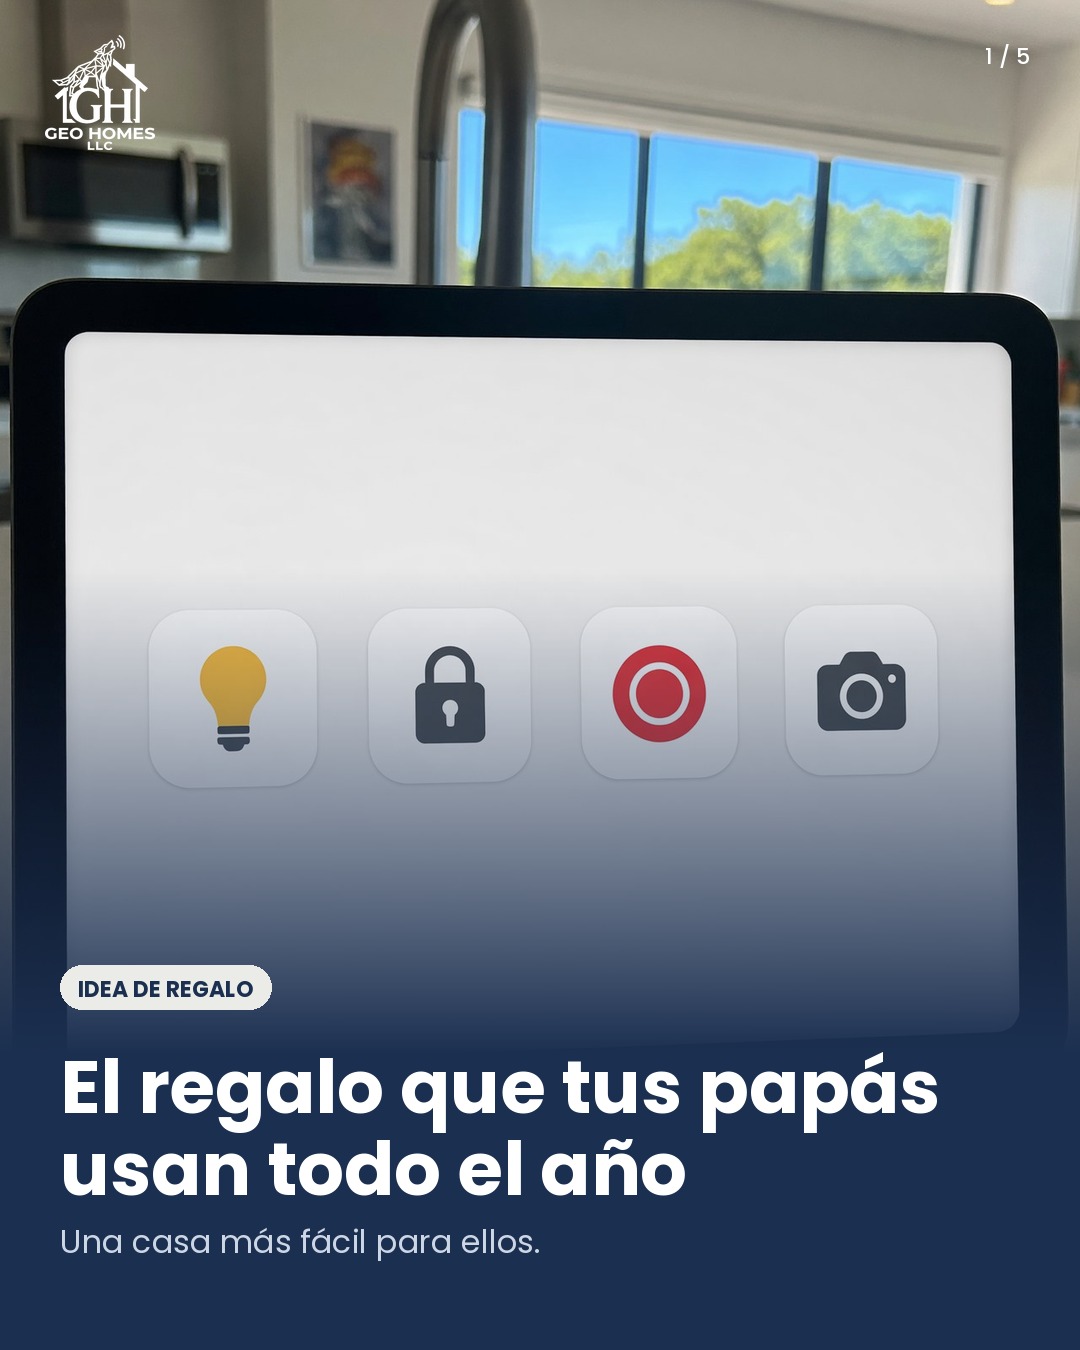 GH
GEO HOMES
LLC
1 / 5
IDEA DE REGALO
El regalo que tus papás
usan todo el año
Una casa más fácil para ellos.